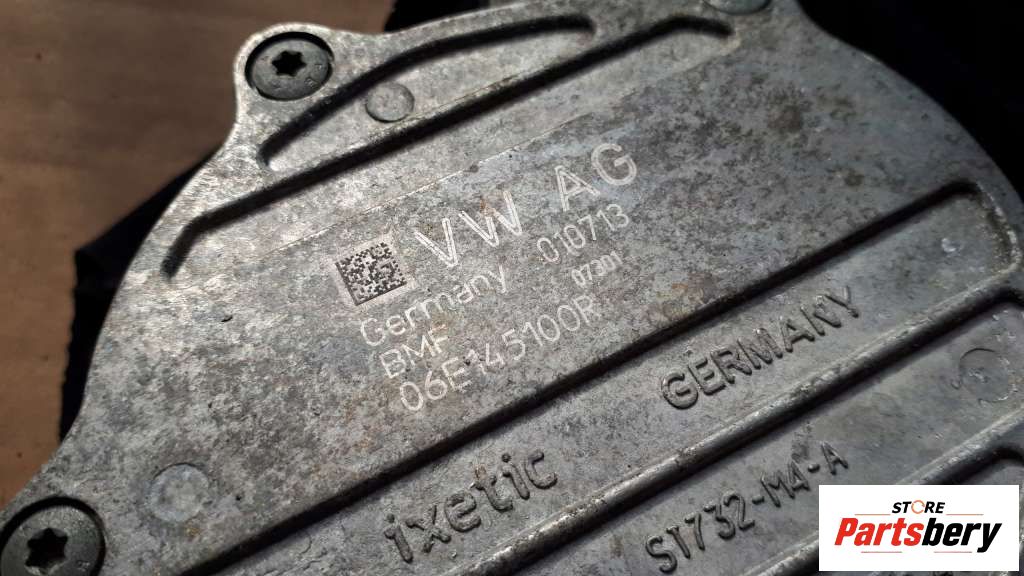 VW AG
Germany 010713
BMF 07301
06E145100R
GERMANY
ixetic
ST732-M4-A
STORE
Partsbery